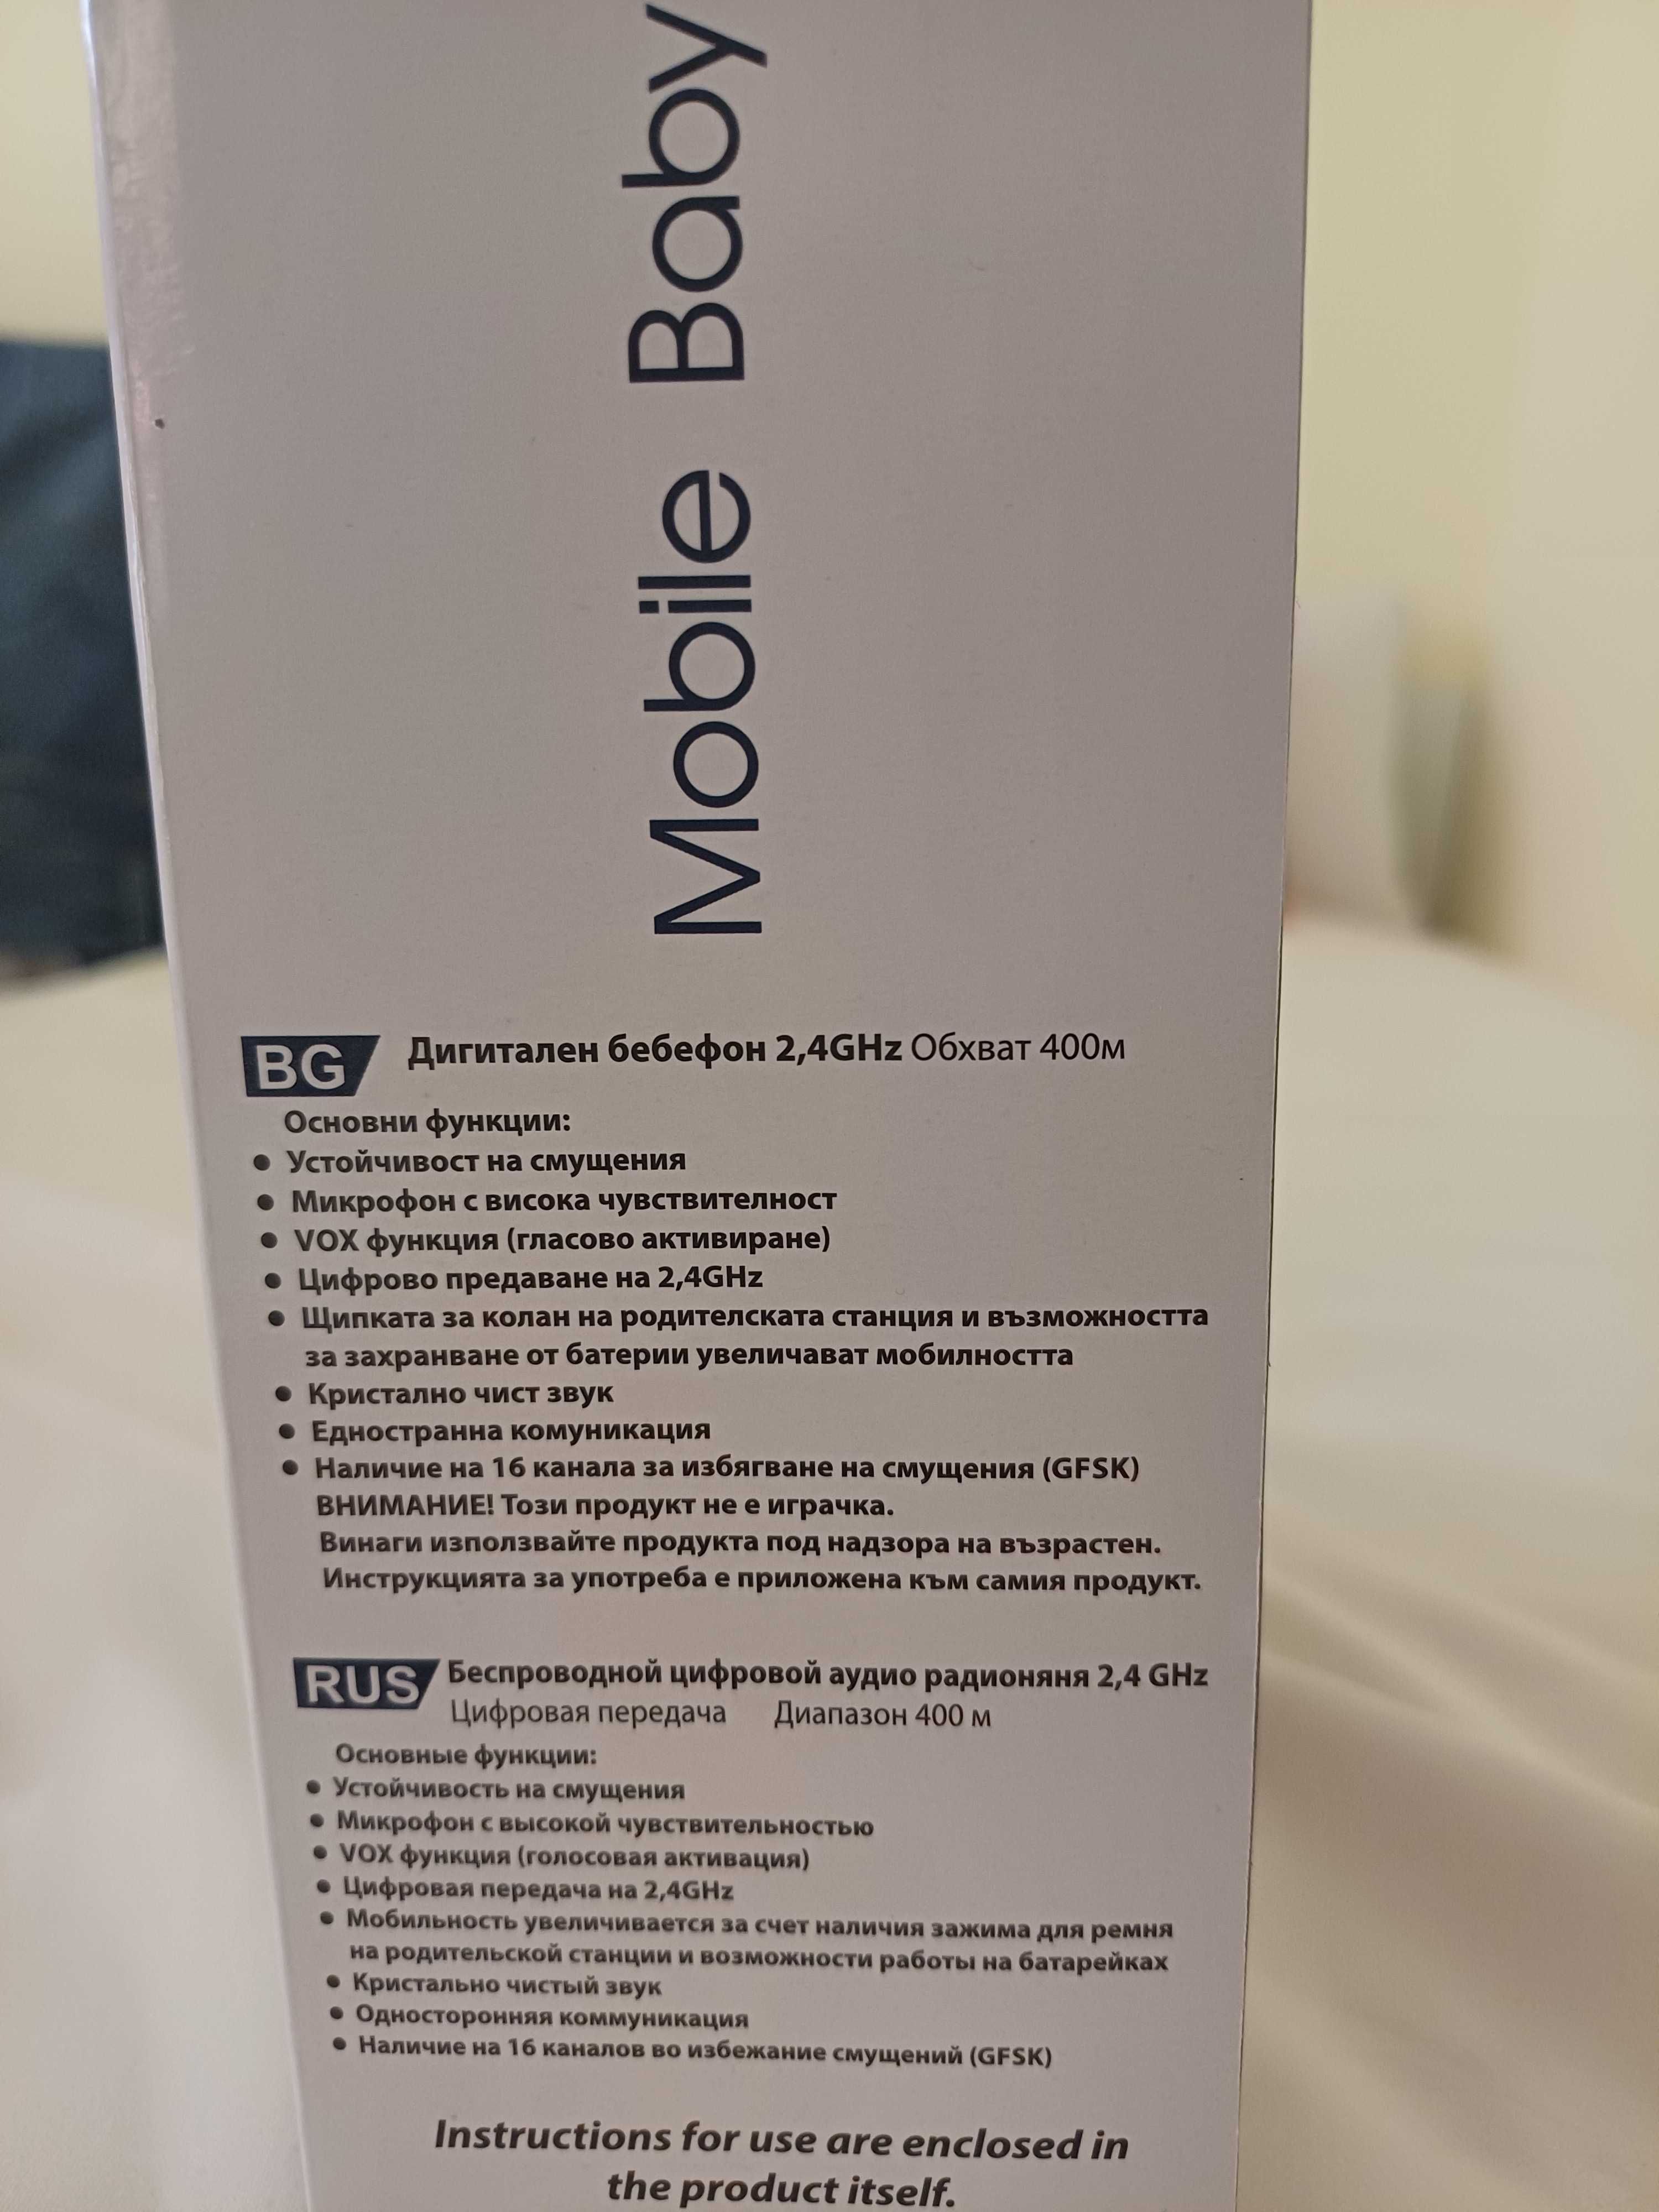 Mobile Baby
BG
Дигитален бебефон 2,4GHz Обхват 400м
Основни функции:
• Устойчивост на смущения
• Микрофон с висока чувствителност
• VOX функция (гласово активиране)
• Цифрово предаване на 2,4GHz
• Щипката за колан на родителската станция и възможността
за захранване от батерии увеличават мобилността
• Кристално чист звук
• Едностранна комуникация
• Наличие на 16 канала за избягване на смущения (GFSK)
ВНИМАНИЕ! Този продукт не е играчка.
Винаги използвайте продукта под надзора на възрастен.
Инструкцията за употреба е приложена към самия продукт.
RUS
Беспроводной цифровой аудио радионяня 2,4 GHz
Цифровая передача Диапазон 400 м
Основные функции:
• Устойчивость на смущения
• Микрофон с высокой чувствительностью
• VOX функция (голосовая активация)
• Цифровая передача на 2,4GHz
• Мобильность увеличивается за счет наличия зажима для ремня
на родительской станции и возможности работы на батарейках
• Кристально чистый звук
• Односторонняя коммуникация
• Наличие на 16 каналов во избежание смущений (GFSK)
Instructions for use are enclosed in
the product itself.